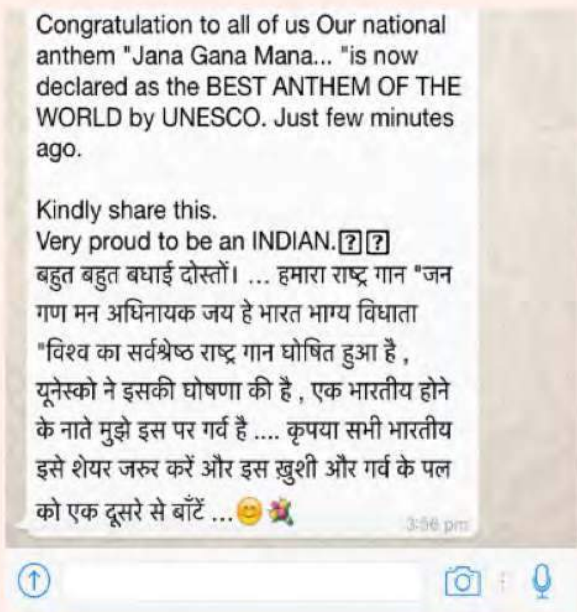 Congratulation to all of us Our national
anthem "Jana Gana Mana... "is now
declared as the BEST ANTHEM OF THE
WORLD by UNESCO. Just few minutes
ago.
Kindly share this.
Very proud to be an INDIAN.
बहुत बहुत बधाई दोस्तों। ... हमारा राष्ट्र गान "जन
गण मन अधिनायक जय हे भारत भाग्य विधाता
"विश्व का सर्वश्रेष्ठ राष्ट्र गान घोषित हुआ है ,
यूनेस्को ने इसकी घोषणा की है , एक भारतीय होने
के नाते मुझे इस पर गर्व है .... कृपया सभी भारतीय
इसे शेयर जरुर करें और इस ख़ुशी और गर्व के पल
को एक दूसरे से बाँटें ...😊💐
3:56 pm